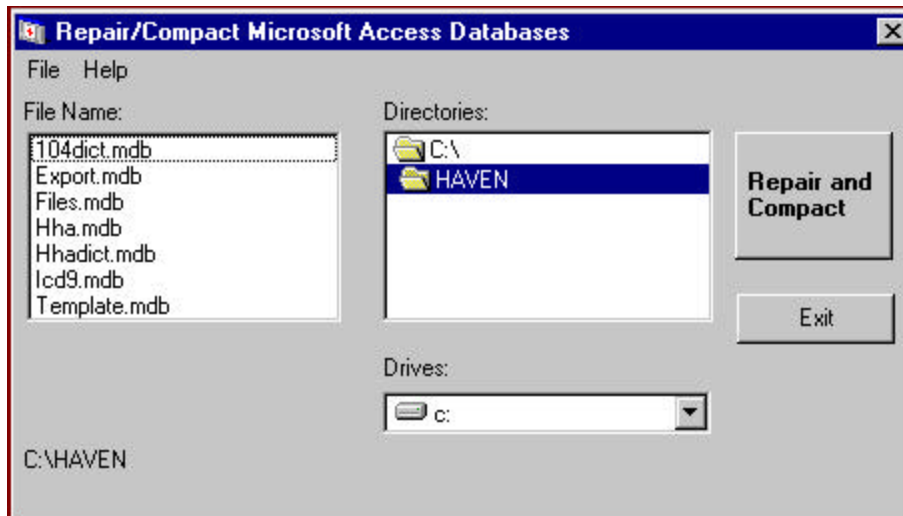 Repair/Compact Microsoft Access Databases
File Help
File Name:
Directories:
104dict.mdb
Export.mdb
Files.mdb
Hha.mdb
Hhadict.mdb
Icd9.mdb
Template.mdb
C:\
HAVEN
Repair and
Compact
Exit
Drives:
c:
C:\HAVEN